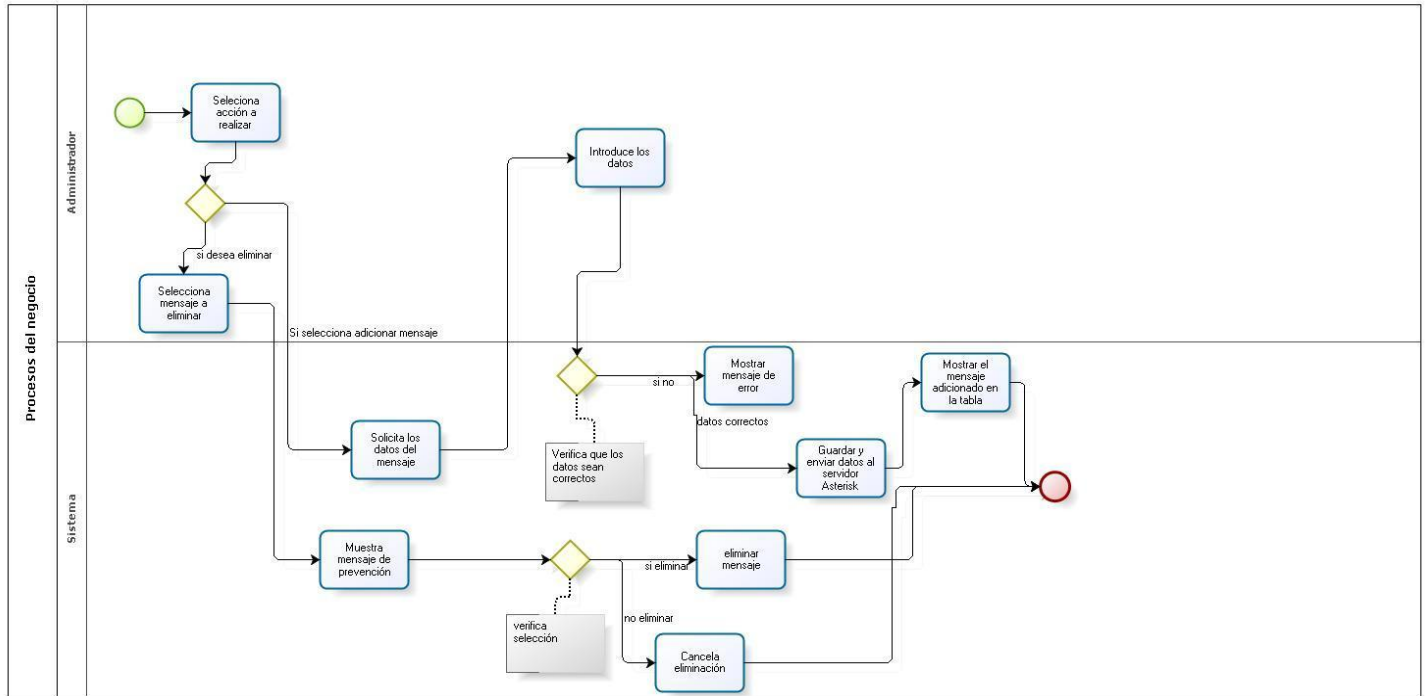 Procesos del negocio
Administrador
Seleciona
acción a
realizar
si desea eliminar
Selecciona
mensaje a
eliminar
Si selecciona adicionar mensaje
Introduce los
datos
Sistema
Solicita los
datos del
mensaje
Verifica que los
datos sean
correctos
si no
Mostrar
mensaje de
error
datos correctos
Guardar y
enviar datos al
servidor
Asterisk
Mostrar el
mensaje
adicionado en
la tabla
Muestra
mensaje de
prevención
verifica
selección
si eliminar
eliminar
mensaje
no eliminar
Cancela
eliminación